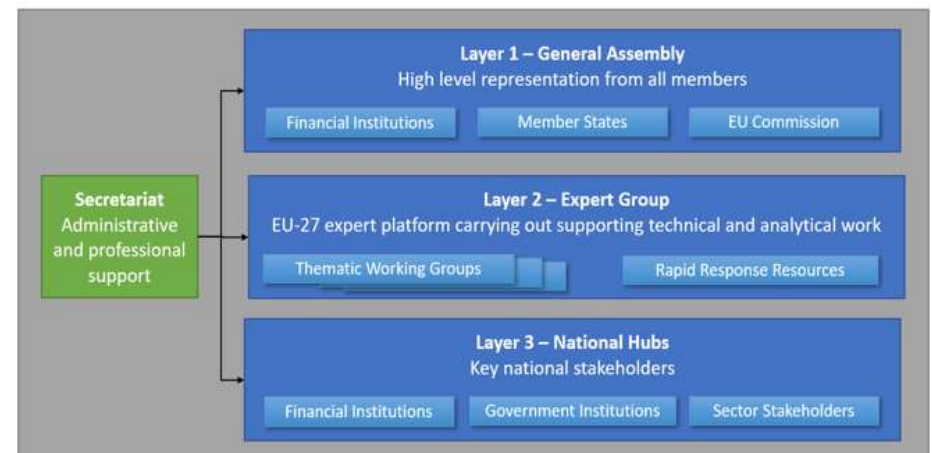 Layer 1 – General Assembly
High level representation from all members
Financial Institutions
Member States
EU Commission
Secretariat
Administrative
and professional
support
Layer 2 – Expert Group
EU-27 expert platform carrying out supporting technical and analytical work
Thematic Working Groups
Rapid Response Resources
Layer 3 – National Hubs
Key national stakeholders
Financial Institutions
Government Institutions
Sector Stakeholders